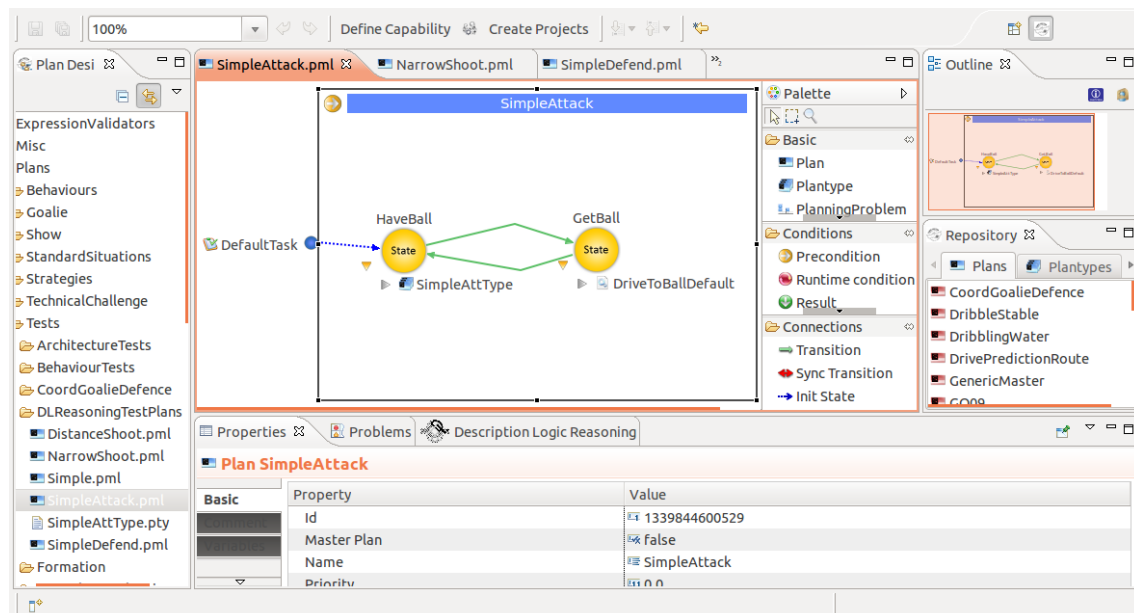 100%
Define Capability
Create Projects
Plan Desi
ExpressionValidators
Misc
Plans
Behaviours
Goalie
Show
StandardSituations
Strategies
TechnicalChallenge
Tests
ArchitectureTests
BehaviourTests
CoordGoalieDefence
DLReasoningTestPlans
DistanceShoot.pml
NarrowShoot.pml
Simple.pml
SimpleAttack.pml
SimpleAttType.pty
SimpleDefend.pml
Formation
SimpleAttack.pml
NarrowShoot.pml
SimpleDefend.pml
»2
SimpleAttack
DefaultTask
HaveBall
State
SimpleAttType
GetBall
State
DriveToBallDefault
Palette
Basic
Plan
Plantype
PlanningProblem
Conditions
Precondition
Runtime condition
Result
Connections
Transition
Sync Transition
Init State
Outline
Repository
Plans
Plantypes
CoordGoalieDefence
DribbleStable
DribblingWater
DrivePredictionRoute
GenericMaster
GO09
Properties
Problems
Description Logic Reasoning
Plan SimpleAttack
Basic
Comment
Variables
Property Value
Id 1339844600529
Master Plan false
Name SimpleAttack
Priority 0.0